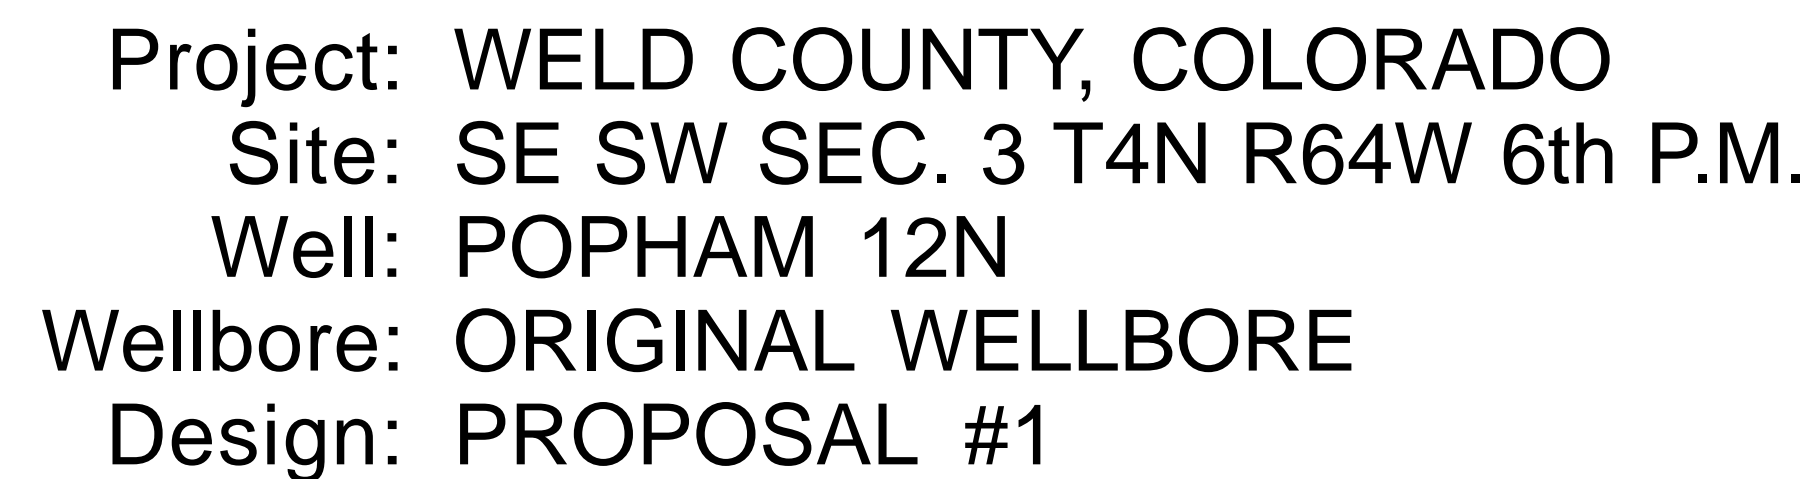 Project: WELD COUNTY, COLORADO
Site: SE SW SEC. 3 T4N R64W 6th P.M.
Well: POPHAM 12N
Wellbore: ORIGINAL WELLBORE
Design: PROPOSAL #1